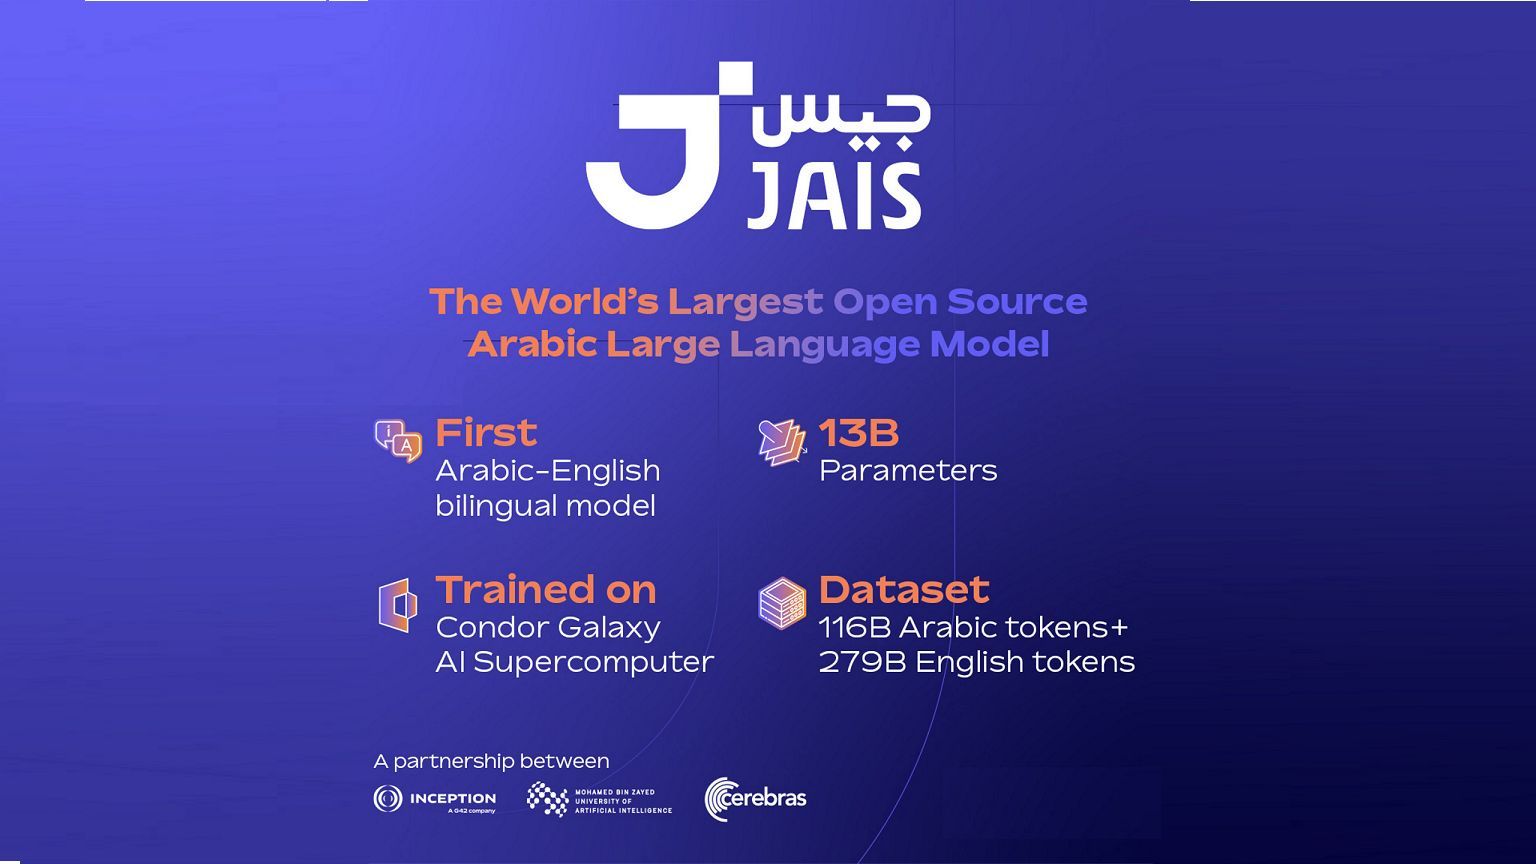 جيس
JAIS
The World's Largest Open Source
Arabic Large Language Model
First
Arabic-English
bilingual model
13B
Parameters
Trained on
Condor Galaxy
AI Supercomputer
Dataset
116B Arabic tokens+
279B English tokens
A partnership between
INCEPTION
A G42 company
MOHAMED BIN ZAYED
UNIVERSITY OF
ARTIFICIAL INTELLIGENCE
cerebras